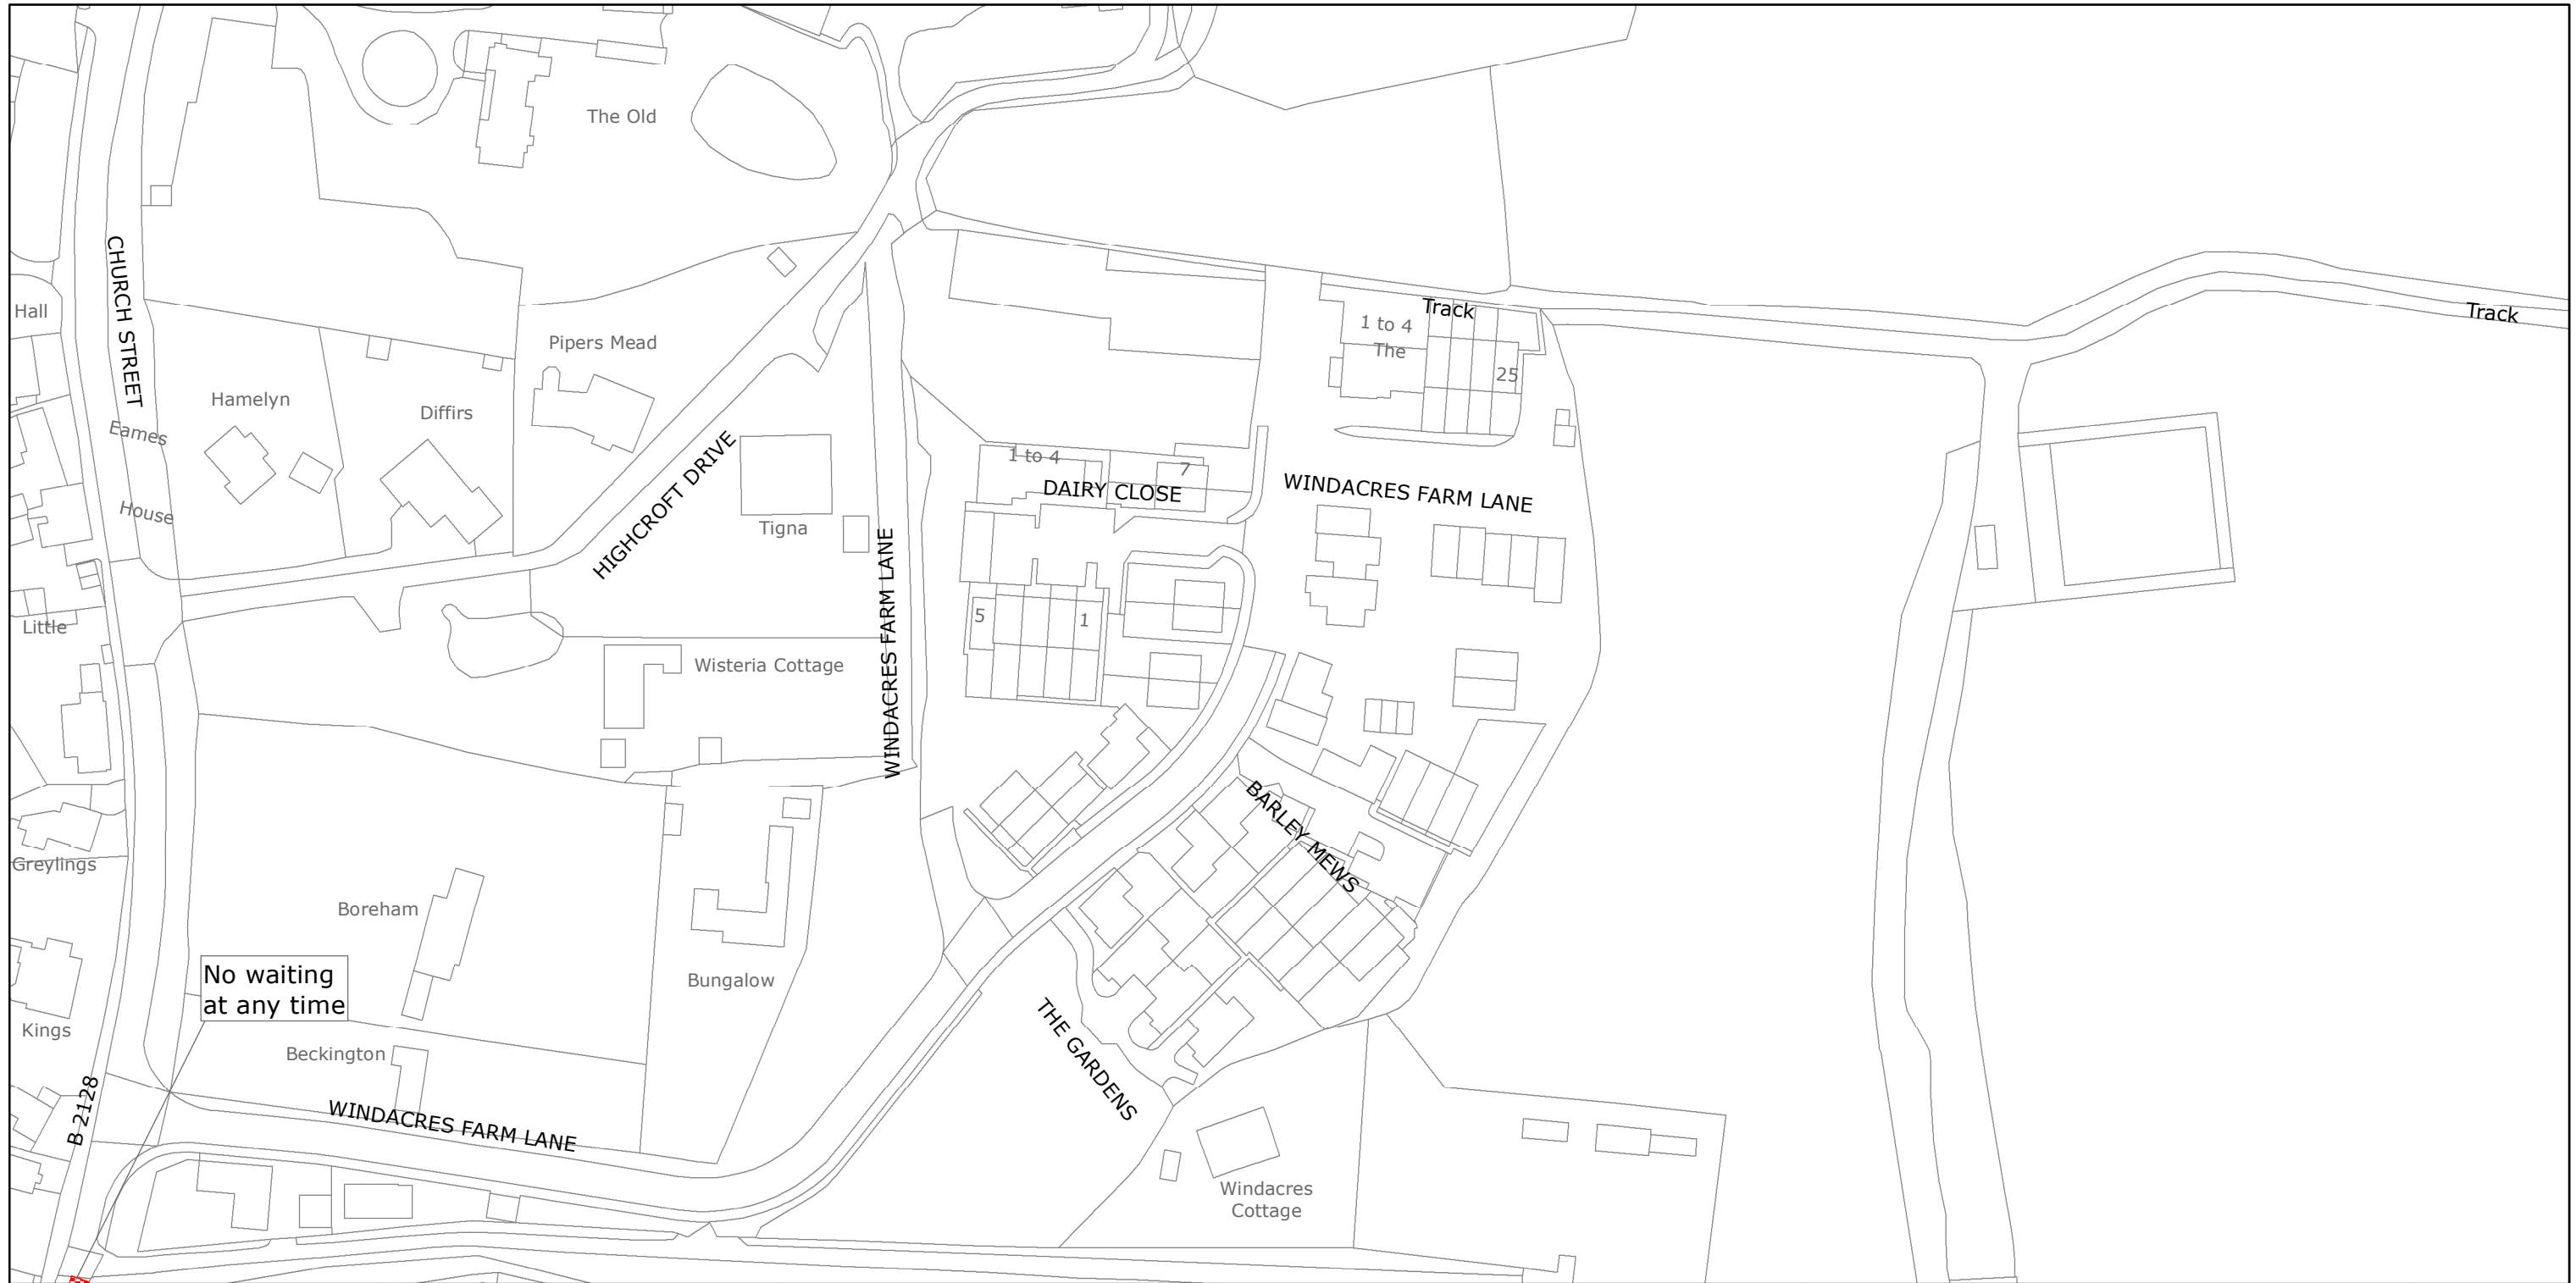 The Old
CHURCH STREET
Hall
Track
Track
1 to 4
The
25
Pipers Mead
Hamelyn
Diffirs
Eames
House
HIGHCROFT DRIVE
1 to 4
7
DAIRY CLOSE
WINDACRES FARM LANE
Tigna
WINDACRES FARM LANE
5
1
Little
Wisteria Cottage
BARLEY MEWS
Greylings
Boreham
No waiting
at any time
Bungalow
Kings
THE GARDENS
Beckington
B 2128
WINDACRES FARM LANE
Windacres
Cottage